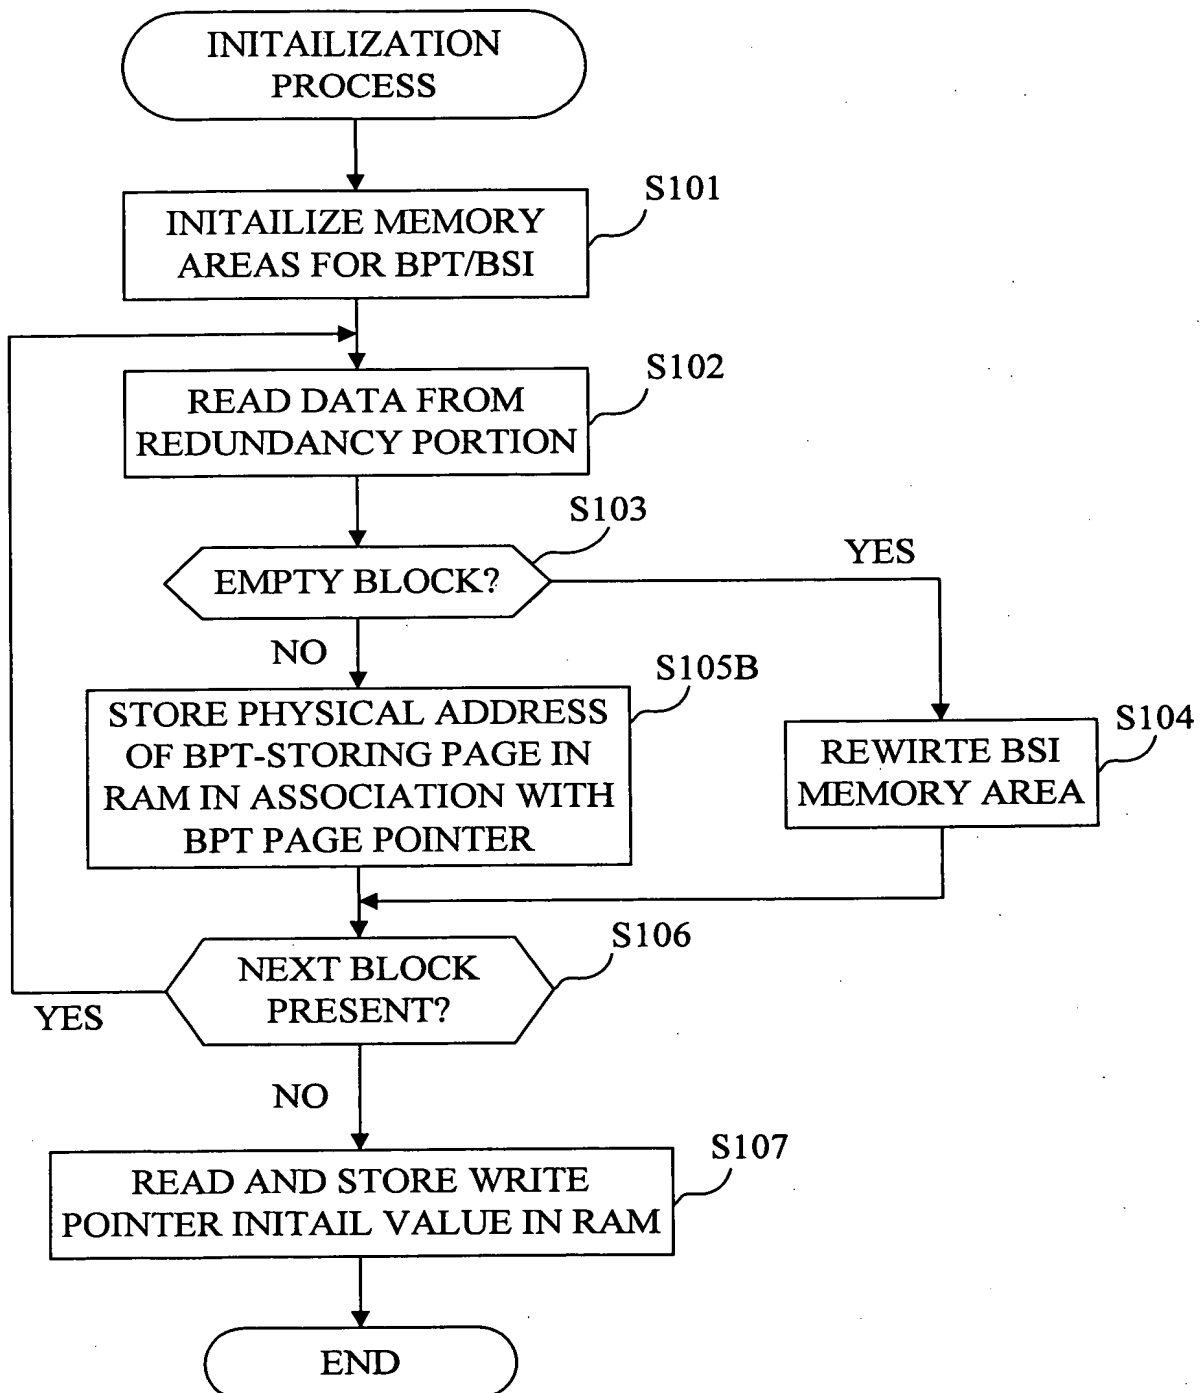 INITAILIZATION
PROCESS
S101
INITAILIZE MEMORY
AREAS FOR BPT/BSI
S102
READ DATA FROM
REDUNDANCY PORTION
S103
EMPTY BLOCK?
YES
NO
S105B
STORE PHYSICAL ADDRESS
OF BPT-STORING PAGE IN
RAM IN ASSOCIATION WITH
BPT PAGE POINTER
S104
REWIRTE BSI
MEMORY AREA
S106
NEXT BLOCK
PRESENT?
YES
NO
S107
READ AND STORE WRITE
POINTER INITAIL VALUE IN RAM
END